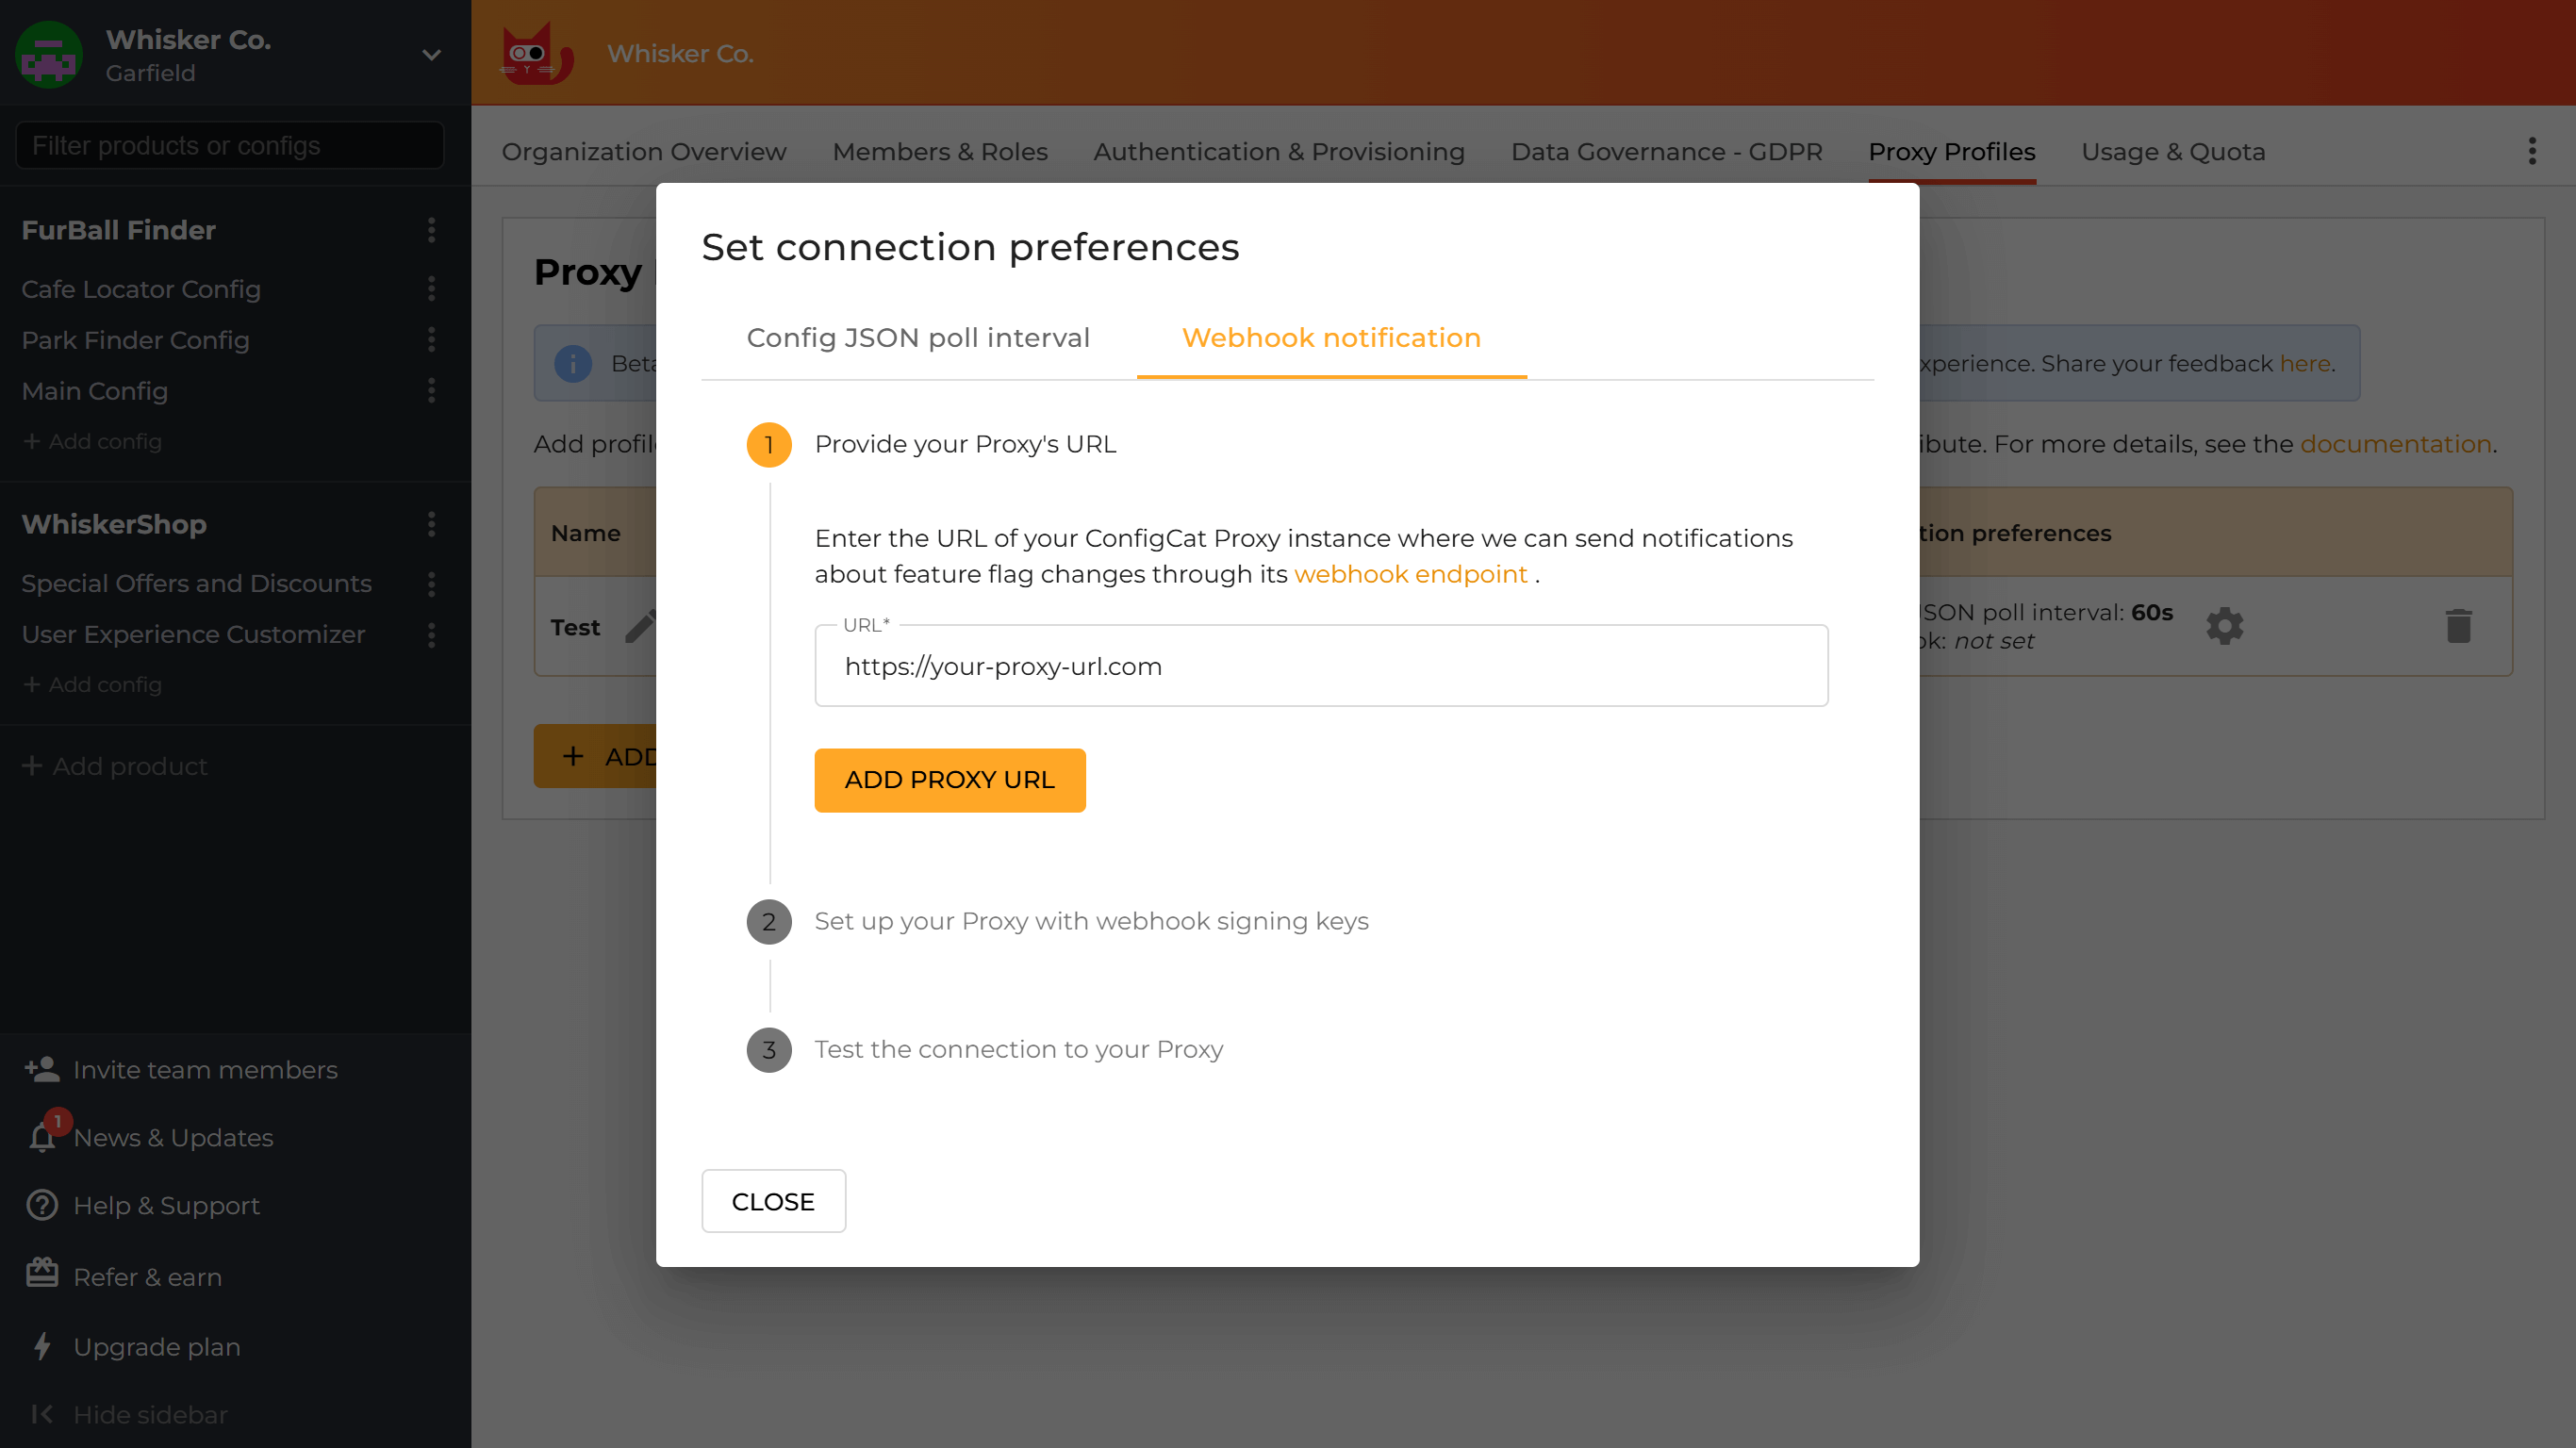 Whisker Co.
Garfield
Filter products or configs
FurBall Finder
Cafe Locator Config
Park Finder Config
Main Config
+ Add config
WhiskerShop
Special Offers and Discounts
User Experience Customizer
+ Add config
+ Add product
Invite team members
1
News & Updates
Help & Support
Refer & earn
Upgrade plan
Hide sidebar
Whisker Co.
Organization Overview Members & Roles Authentication & Provisioning Data Governance - GDPR Proxy Profiles Usage & Quota
Proxy
Beta
xperience. Share your feedback here.
Add profil
ibute. For more details, see the documentation.
Name
tion preferences
Test
JSON poll interval: 60s
ok: not set
+ ADD
Set connection preferences
Config JSON poll interval Webhook notification
1 Provide your Proxy's URL
Enter the URL of your ConfigCat Proxy instance where we can send notifications
about feature flag changes through its webhook endpoint .
URL*
https://your-proxy-url.com
ADD PROXY URL
2 Set up your Proxy with webhook signing keys
3 Test the connection to your Proxy
CLOSE